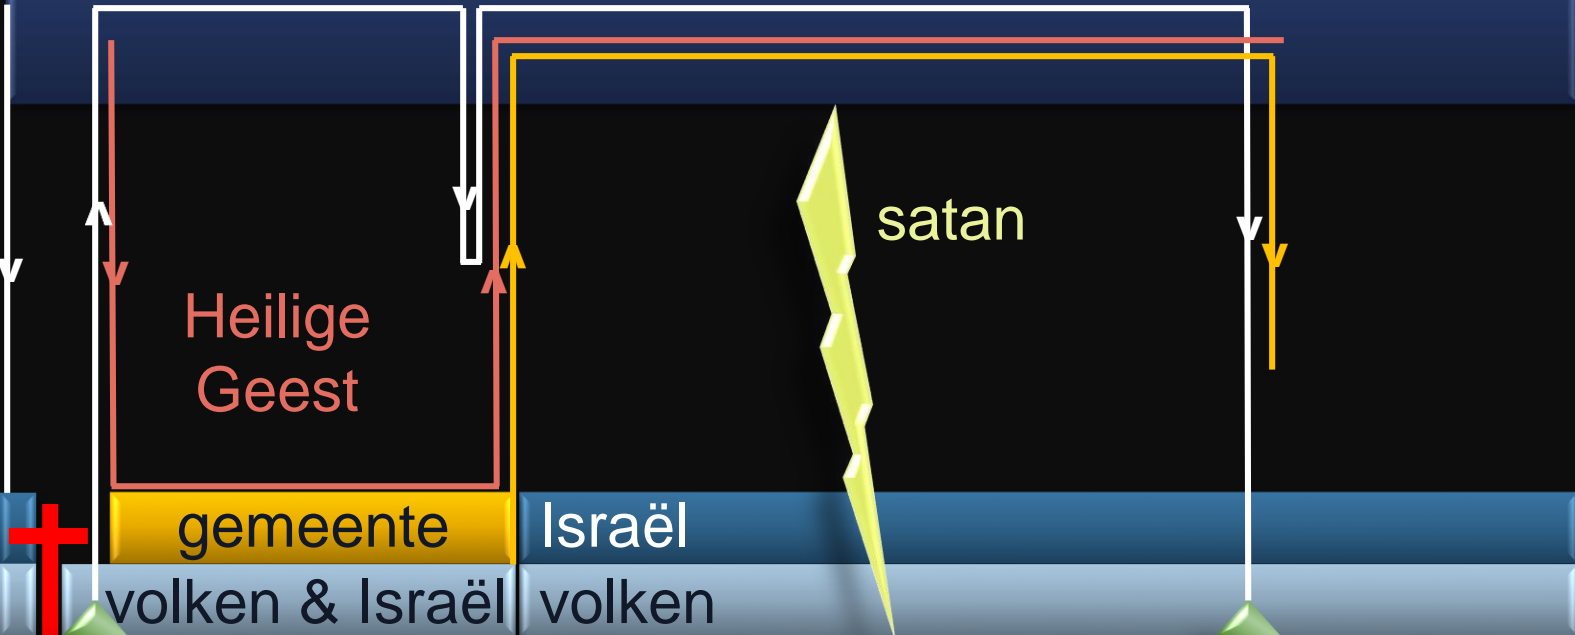 satan
Heilige
Geest
gemeente
Israël
volken & Israël
volken